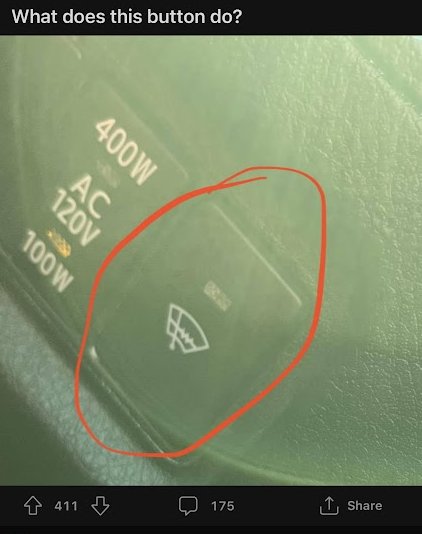 What does this button do?
400W
AC
120V
100W
411
175
Share